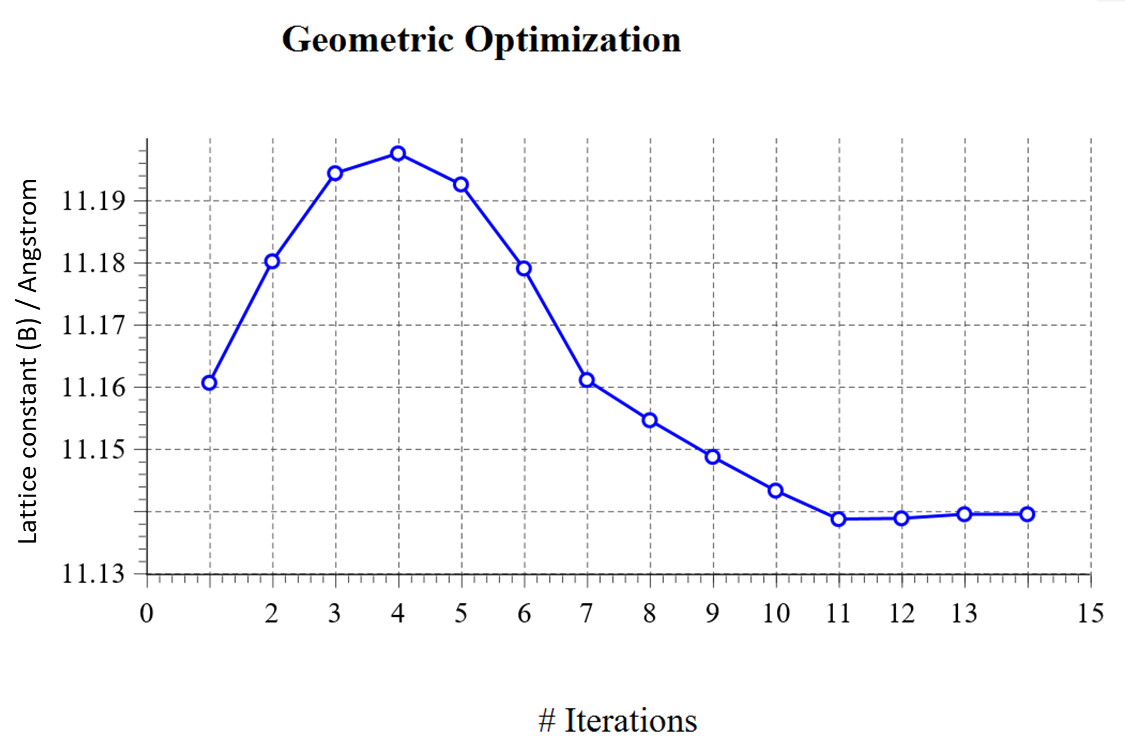 Geometric Optimization
Lattice constant (B) / Angstrom
11.19
11.18
11.17
11.16
11.15
11.13
0 2 3 4 5 6 7 8 9 10 11 12 13 15
# Iterations